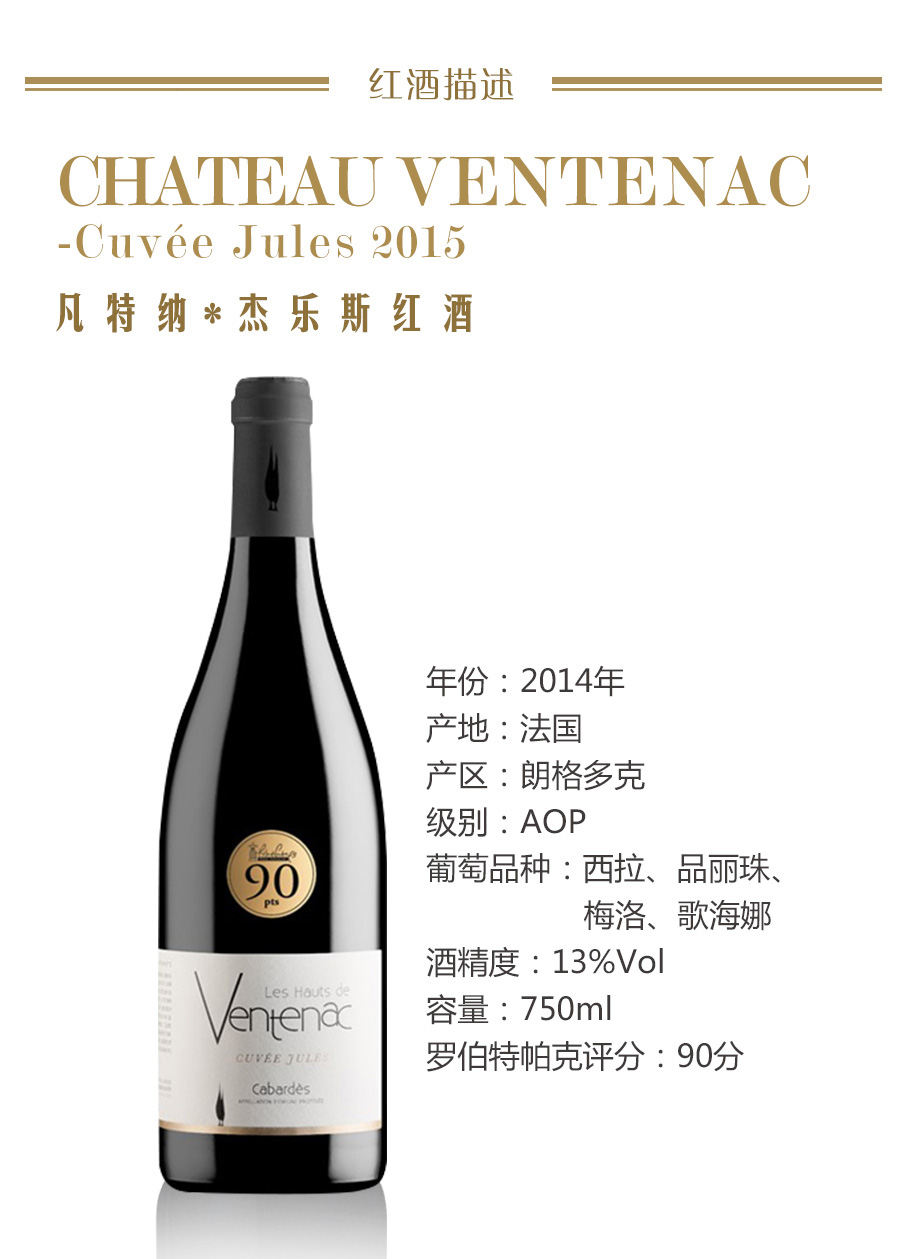 红酒描述
CHATEAU VENTENAC
-Cuvée Jules 2015
凡特纳*杰乐斯红酒
年份：2014年
产地：法国
产区：朗格多克
级别：AOP
葡萄品种：西拉、品丽珠、
梅洛、歌海娜
酒精度：13%Vol
容量：750ml
罗伯特帕克评分：90分
90
pts
Les Hauts de
Ventenac
CUVÉE JULES
Cabardès